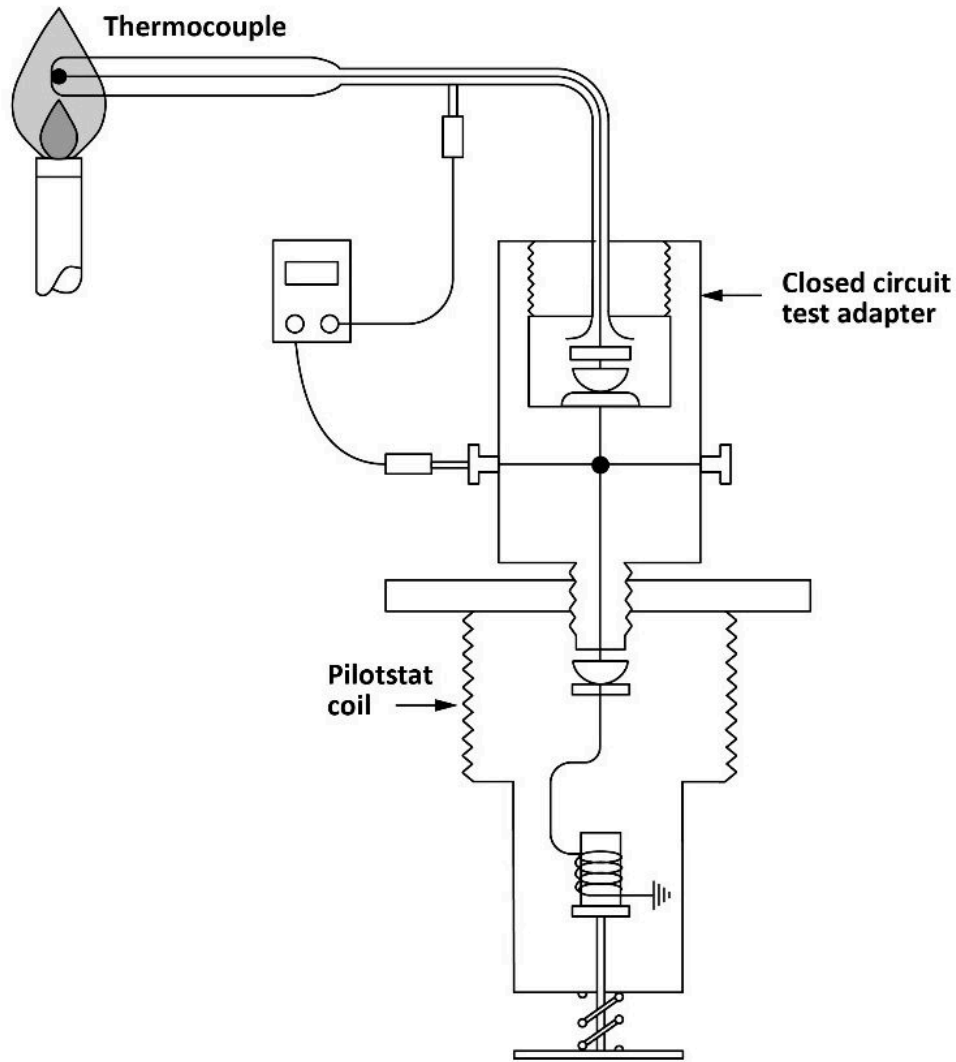 Thermocouple
Closed circuit
test adapter
Pilotstat
coil